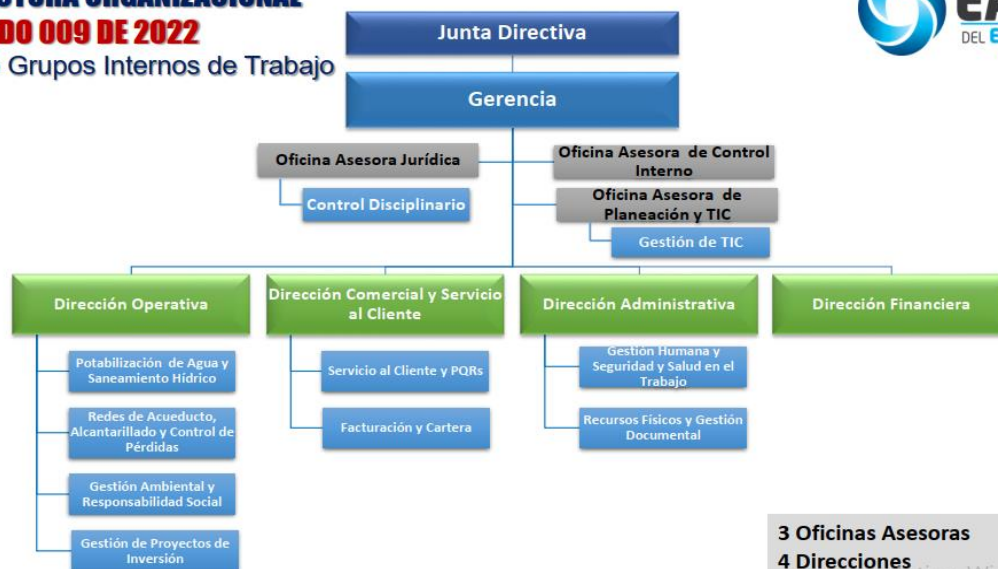 DO 009 DE 2022
Grupos Internos de Trabajo
DEL
Junta Directiva
Gerencia
Oficina Asesora Jurídica
Oficina Asesora de Control
Interno
Control Disciplinario
Oficina Asesora de
Planeación y TIC
Gestión de TIC
Dirección Operativa
Dirección Comercial y Servicio
al Cliente
Dirección Administrativa
Dirección Financiera
Potabilización de Agua y
Saneamiento Hídrico
Redes de Acueducto,
Alcantarillado y Control de
Pérdidas
Gestión Ambiental y
Responsabilidad Social
Gestión de Proyectos de
Inversión
Servicio al Cliente y PQRs
Facturación y Cartera
Gestión Humana y
Seguridad y Salud en el
Trabajo
Recursos Físicos y Gestión
Documental
3 Oficinas Asesoras
4 Direcciones